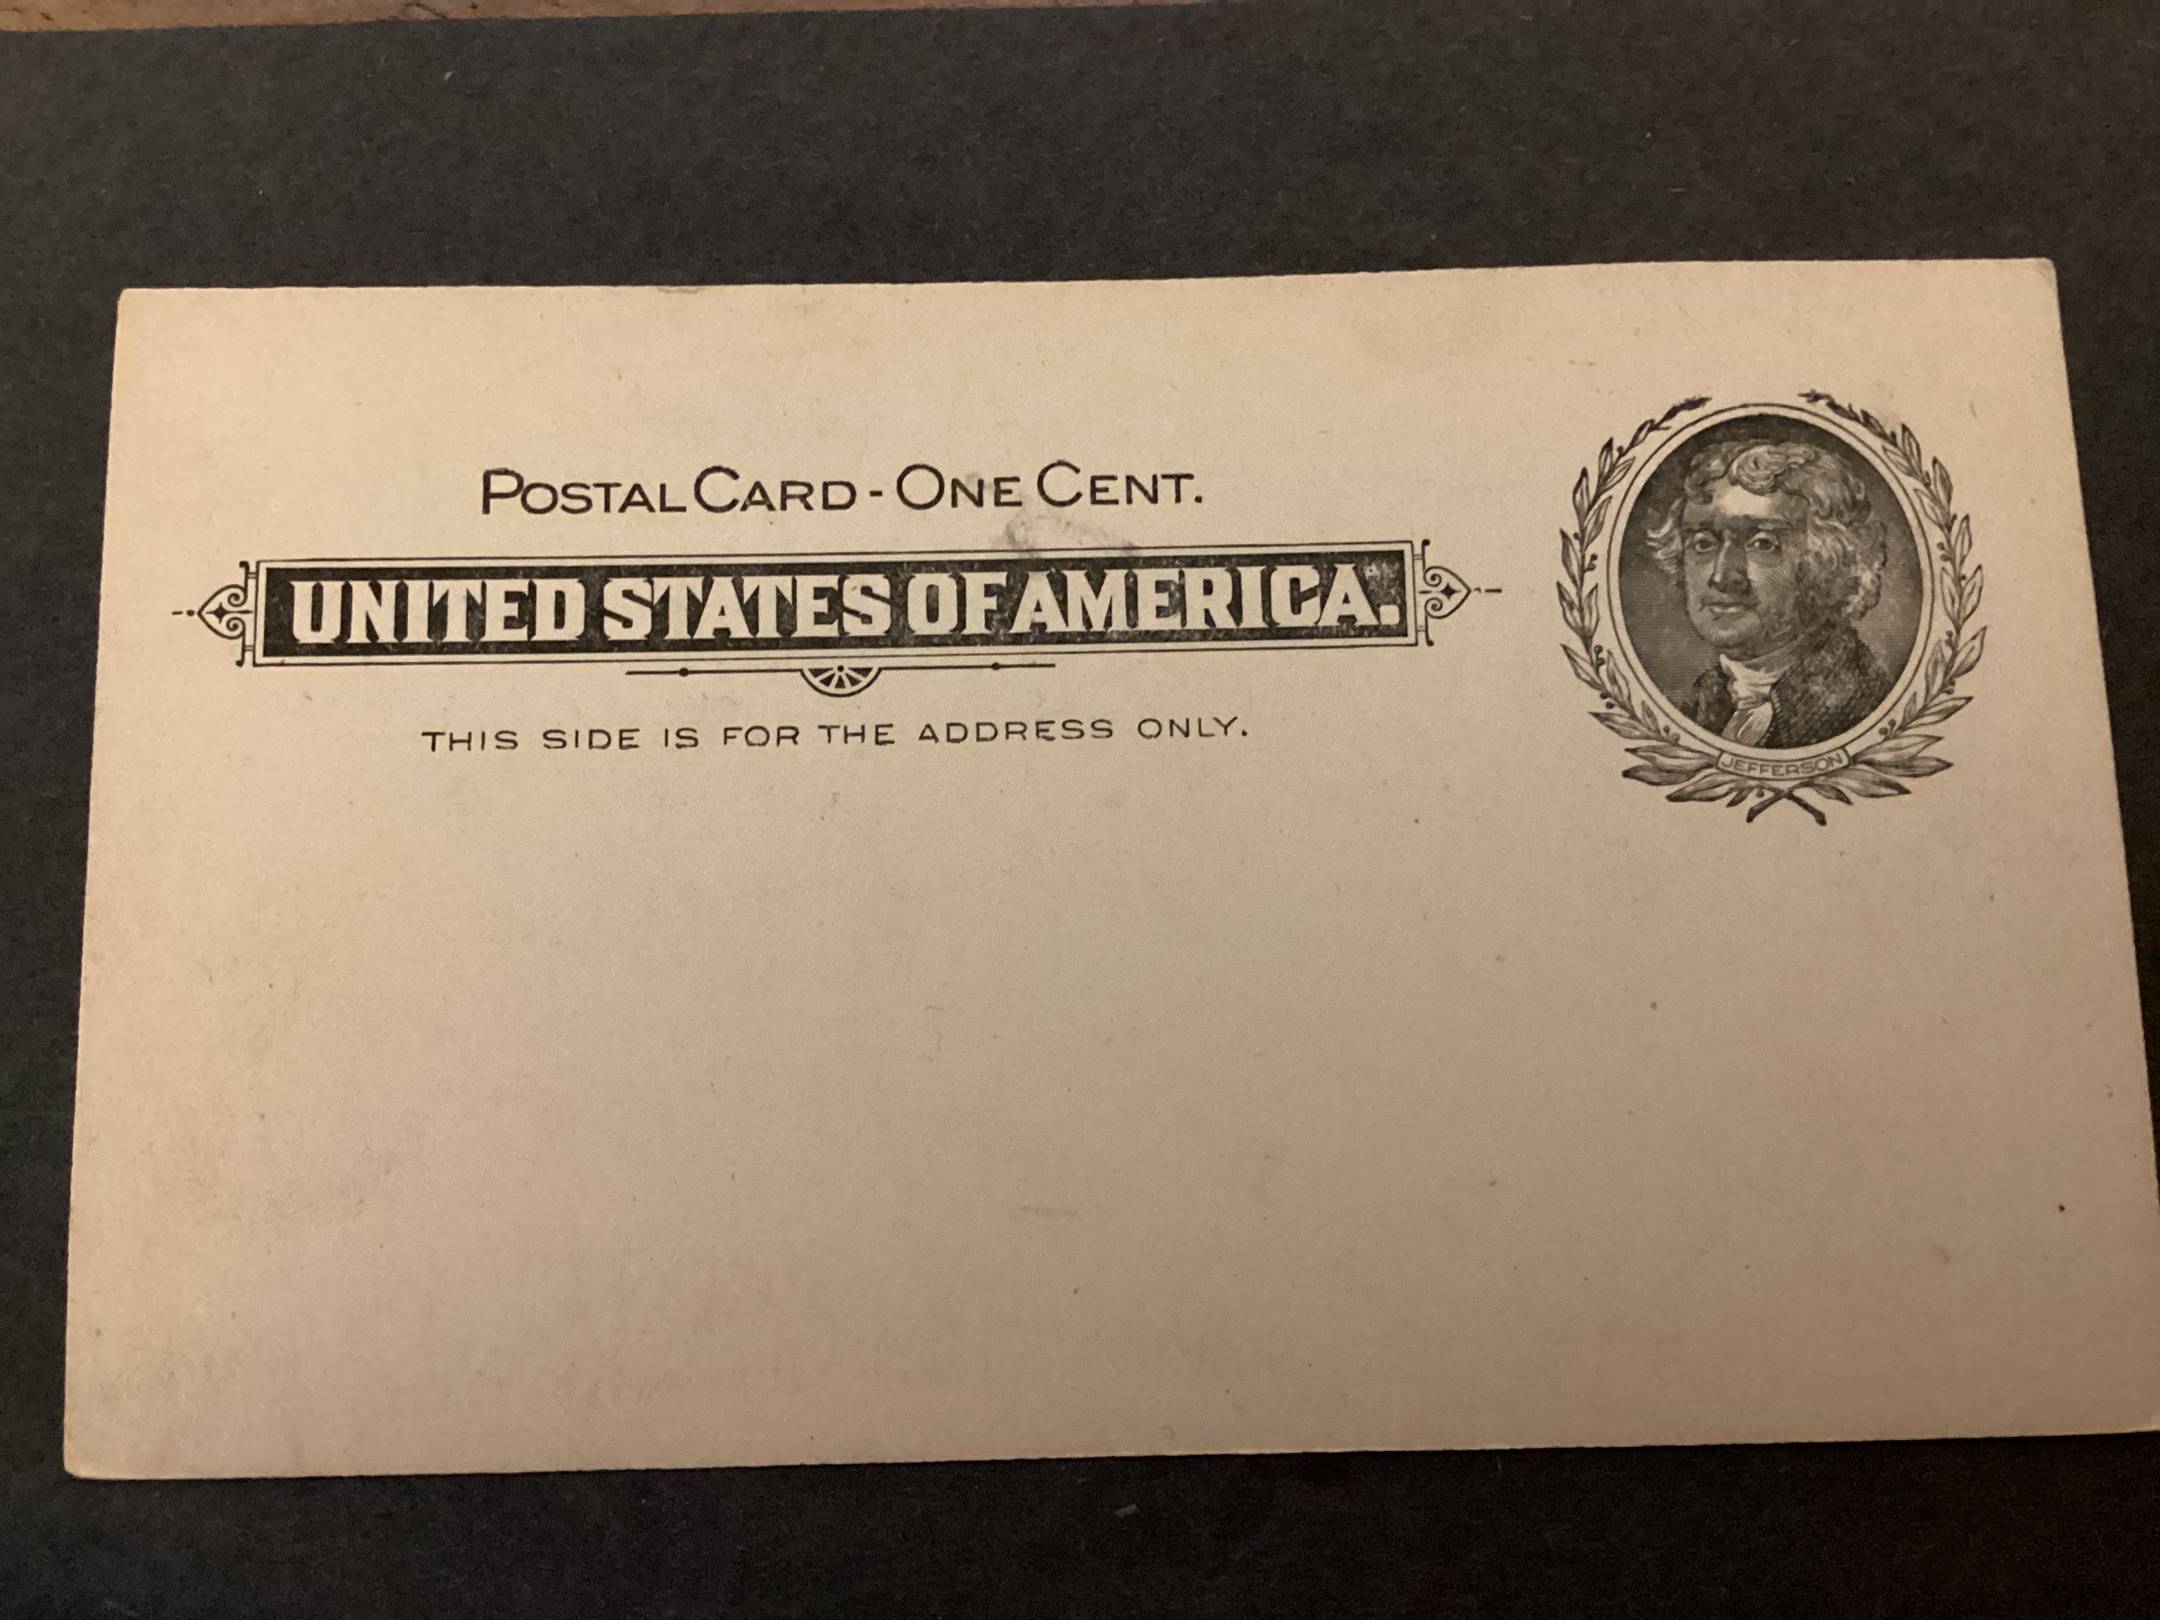 POSTAL CARD - ONE CENT.
UNITED STATES OF AMERICA.
THIS SIDE IS FOR THE ADDRESS ONLY.
JEFFERSON